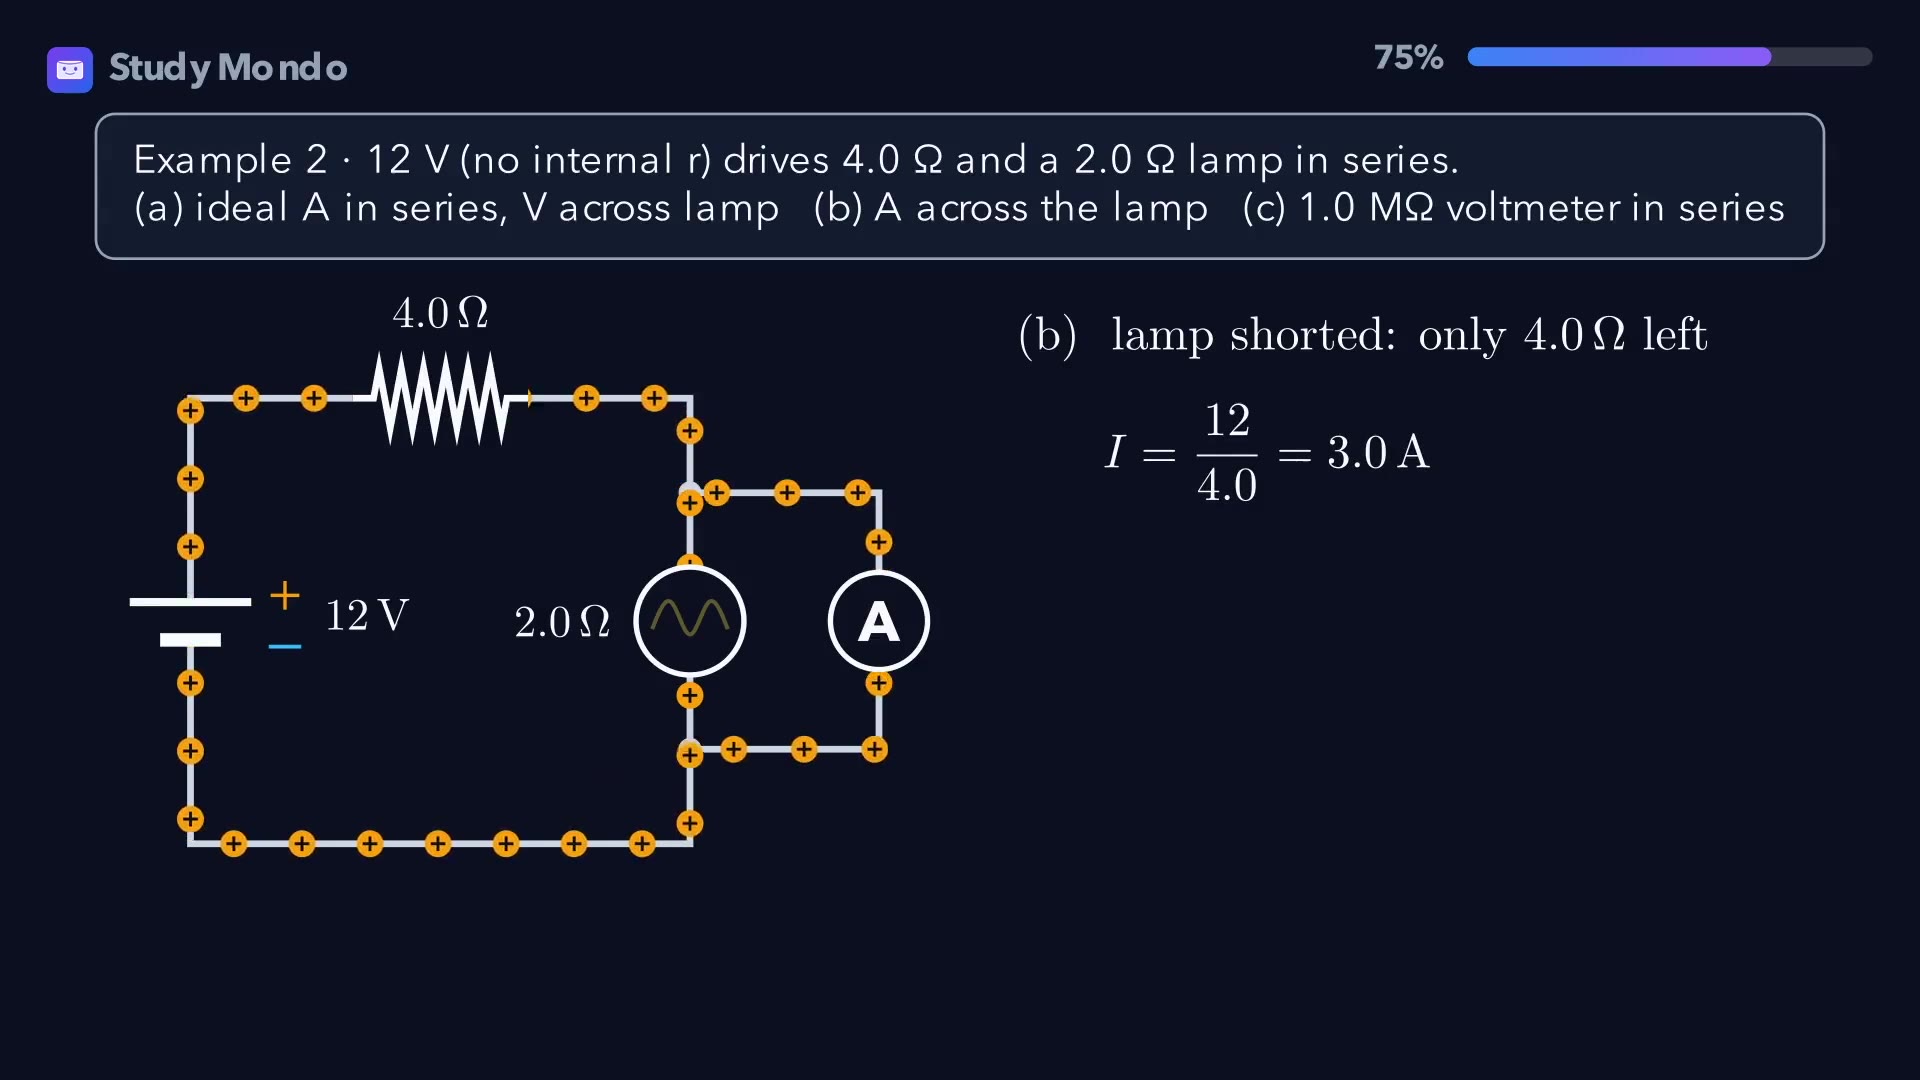 Study Mondo
75%
Example 2 · 12 V (no internal r) drives 4.0 Ω and a 2.0 Ω lamp in series.
(a) ideal A in series, V across lamp (b) A across the lamp (c) 1.0 MΩ voltmeter in series
4.0 Ω
(b) lamp shorted: only 4.0 Ω left
I = 12/4.0 = 3.0 A
+
12 V
−
2.0 Ω
A